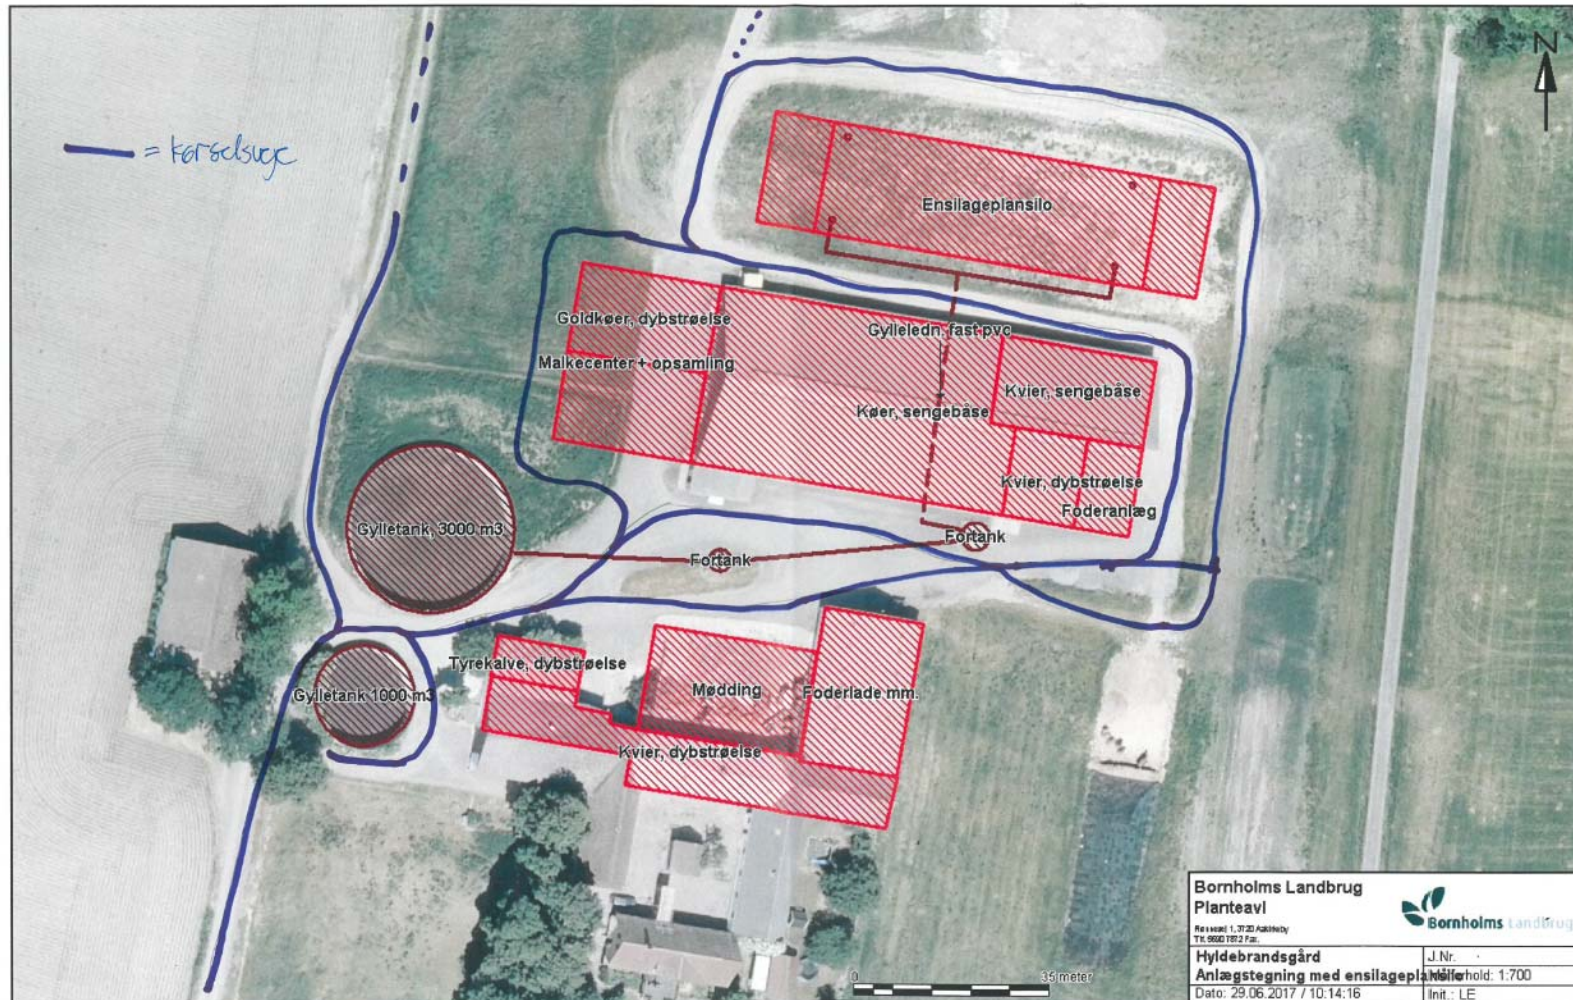 N
= kørselsveje
Ensilageplansilo
Goldkøer, dybstrøelse
Gylleledn. fast pvc
Malkecenter + opsamling
Kvier, sengebåse
Køer, sengebåse
Kvier, dybstrøelse
Foderanlæg
Gylletank, 3000 m3
Fortank
Fortank
Tyrekalve, dybstrøelse
Gylletank 1000 m3
Mødding
Foderlade mm.
Kvier, dybstrøelse
0 35 meter
Bornholms Landbrug
Planteavl
Bornholms Landbrug
Hyldebrandsgård
J.Nr.
Anlægstegning med ensilageplansilo
1:700
Dato: 29.06.2017 / 10:14:16
Init.: LE